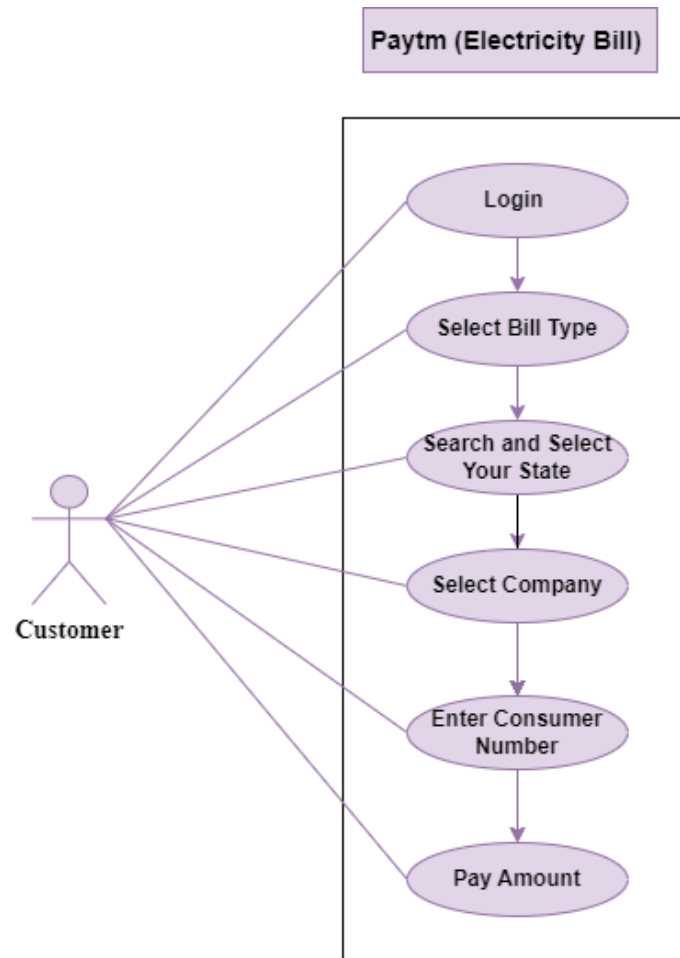 Paytm (Electricity Bill)
Login
Select Bill Type
Search and Select
Your State
Select Company
Customer
Enter Consumer
Number
Pay Amount